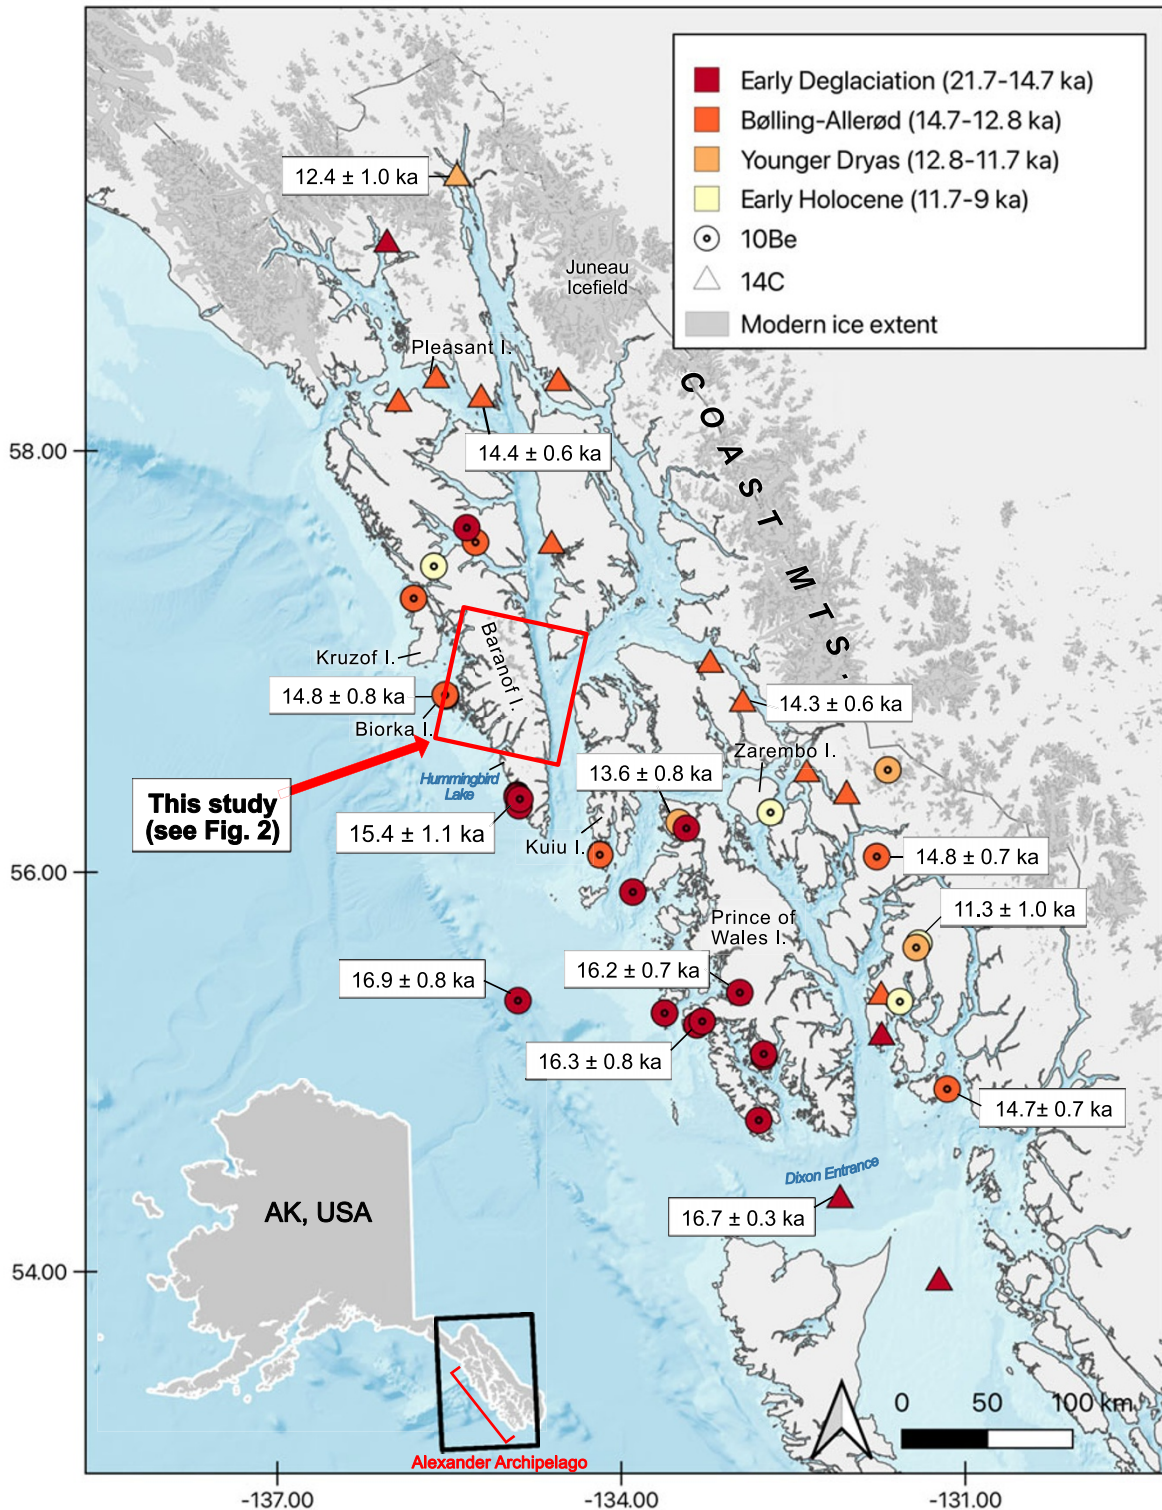 Early Deglaciation (21.7-14.7 ka)
Bølling-Allerød (14.7-12.8 ka)
Younger Dryas (12.8-11.7 ka)
Early Holocene (11.7-9 ka)
10Be
14C
Modern ice extent
12.4 ± 1.0 ka
Juneau
Icefield
Pleasant I.
COAST MTS.
14.4 ± 0.6 ka
58.00
Kruzof I.
Baranof I.
14.8 ± 0.8 ka
Biorka I.
14.3 ± 0.6 ka
Zarembo I.
13.6 ± 0.8 ka
Hummingbird
Lake
This study
(see Fig. 2)
15.4 ± 1.1 ka
Kuiu I.
14.8 ± 0.7 ka
56.00
11.3 ± 1.0 ka
Prince of
Wales I.
16.2 ± 0.7 ka
16.9 ± 0.8 ka
16.3 ± 0.8 ka
14.7± 0.7 ka
Dixon Entrance
16.7 ± 0.3 ka
AK, USA
54.00
Alexander Archipelago
0 50 100 km
-137.00 -134.00 -131.00